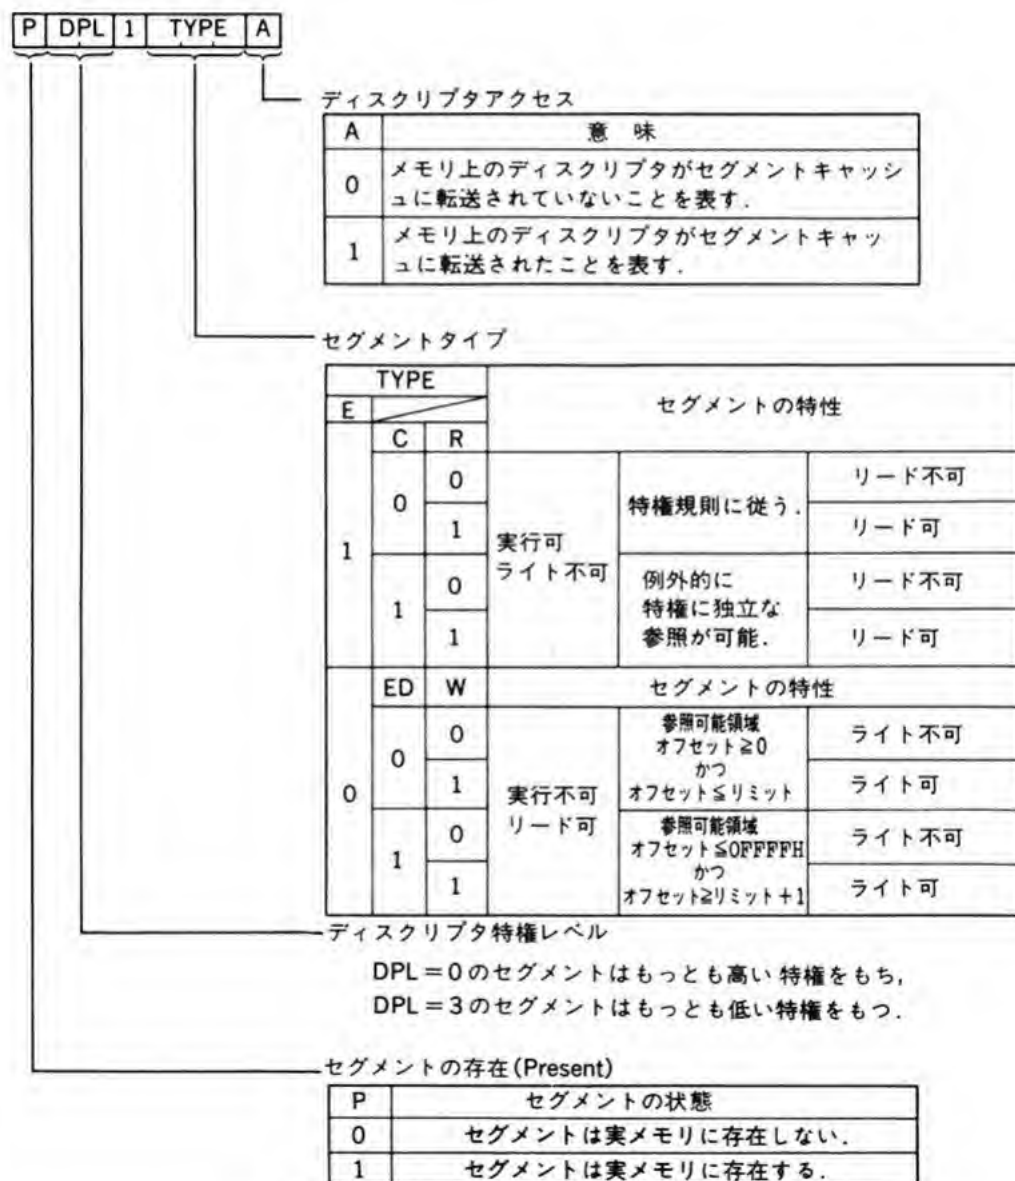 P DPL 1 TYPE A
ディスクリプタアクセス
A 意 味
0 メモリ上のディスクリプタがセグメントキャッシ
ュに転送されていないことを表す.
1 メモリ上のディスクリプタがセグメントキャッ
ュに転送されたことを表す.
セグメントタイプ
TYPE
E
セグメントの特性
C R
1
0
0
1
1
0
1
実行可
ライト不可
特権規則に従う.
リード不可
リード可
例外的に
特権に独立な
参照が可能.
リード不可
リード可
ED W セグメントの特性
0
0
0
1
1
0
1
実行不可
リード可
参照可能領域
オフセット≧0
かつ
オフセット≦リミット
ライト不可
ライト可
参照可能領域
オフセット≦0FFFFH
かつ
オフセット≧リミット+1
ライト不可
ライト可
ディスクリプタ特権レベル
DPL=0のセグメントはもっとも高い特権をもち,
DPL=3のセグメントはもっとも低い特権をもつ.
セグメントの存在(Present)
P セグメントの状態
0 セグメントは実メモリに存在しない.
1 セグメントは実メモリに存在する.